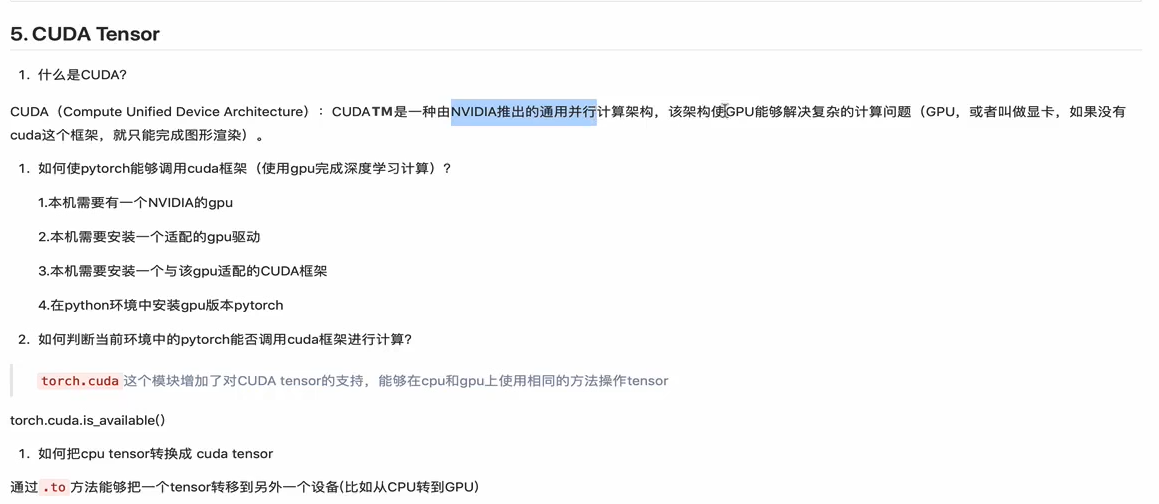 5. CUDA Tensor
1. 什么是CUDA?
CUDA（Compute Unified Device Architecture）：CUDATM是一种由NVIDIA推出的通用并行计算架构，该架构使GPU能够解决复杂的计算问题（GPU，或者叫做显卡，如果没有
cuda这个框架，就只能完成图形渲染）。
1. 如何使pytorch能够调用cuda框架（使用gpu完成深度学习计算）?
1.本机需要有一个NVIDIA的gpu
2.本机需要安装一个适配的gpu驱动
3.本机需要安装一个与该gpu适配的CUDA框架
4.在python环境中安装gpu版本pytorch
2. 如何判断当前环境中的pytorch能否调用cuda框架进行计算?
torch.cuda这个模块增加了对CUDA tensor的支持，能够在cpu和gpu上使用相同的方法操作tensor
torch.cuda.is_available()
1. 如何把cpu tensor转换成 cuda tensor
通过 .to 方法能够把一个tensor转移到另外一个设备(比如从CPU转到GPU)